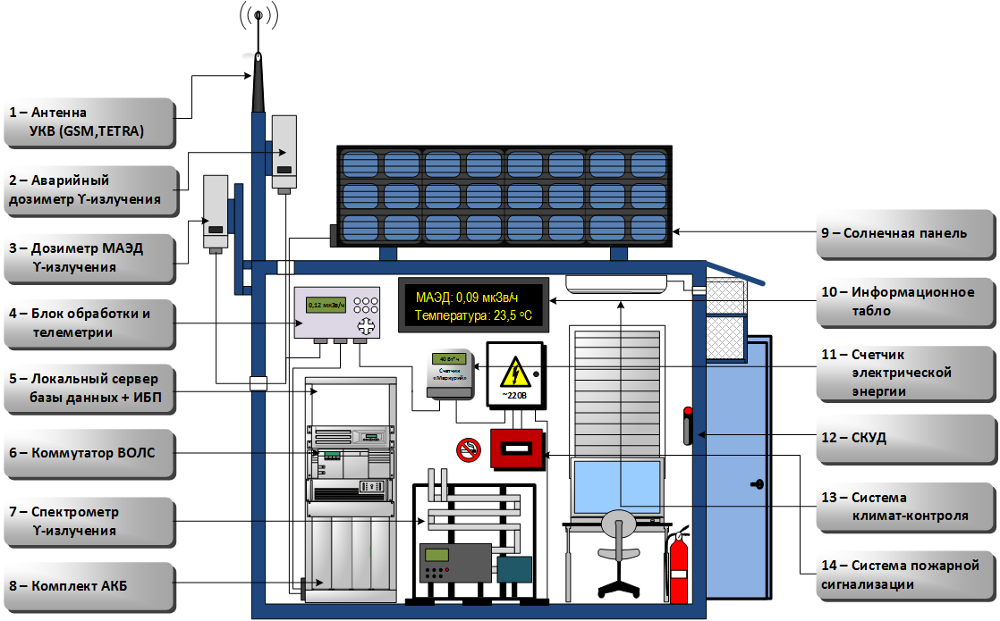 1 – Антенна
УКВ (GSM,TETRA)
2 – Аварийный
дозиметр ϒ-излучения
3 – Дозиметр МАЭД
ϒ-излучения
4 – Блок обработки и
телеметрии
5 – Локальный сервер
базы данных + ИБП
6 – Коммутатор ВОЛС
7 – Спектрометр
ϒ-излучения
8 – Комплект АКБ
0,12 мкЗв/ч
МАЭД: 0,09 мкЗв/ч
Температура: 23,5 °C
40 Вт*ч
Счетчик
«Меркурий»
~220В
9 – Солнечная панель
10 – Информационное
табло
11 – Счетчик
электрической
энергии
12 – СКУД
13 – Система
климат-контроля
14 – Система пожарной
сигнализации